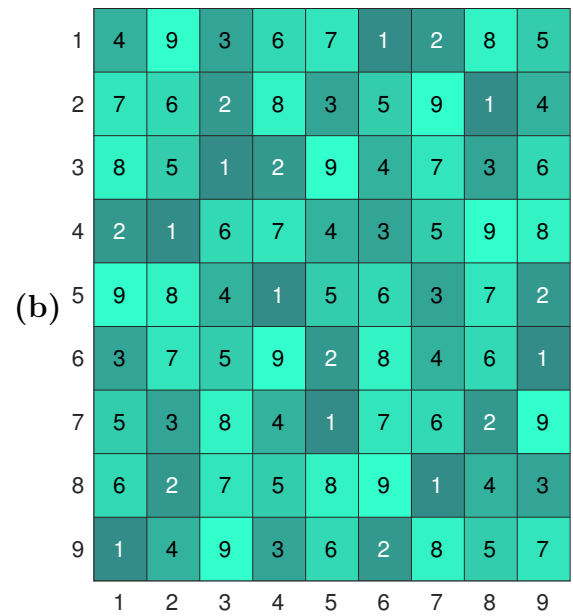 1 4 9 3 6 7 1 2 8 5
2 7 6 2 8 3 5 9 1 4
3 8 5 1 2 9 4 7 3 6
4 2 1 6 7 4 3 5 9 8
(b) 5 9 8 4 1 5 6 3 7 2
6 3 7 5 9 2 8 4 6 1
7 5 3 8 4 1 7 6 2 9
8 6 2 7 5 8 9 1 4 3
9 1 4 9 3 6 2 8 5 7
1 2 3 4 5 6 7 8 9